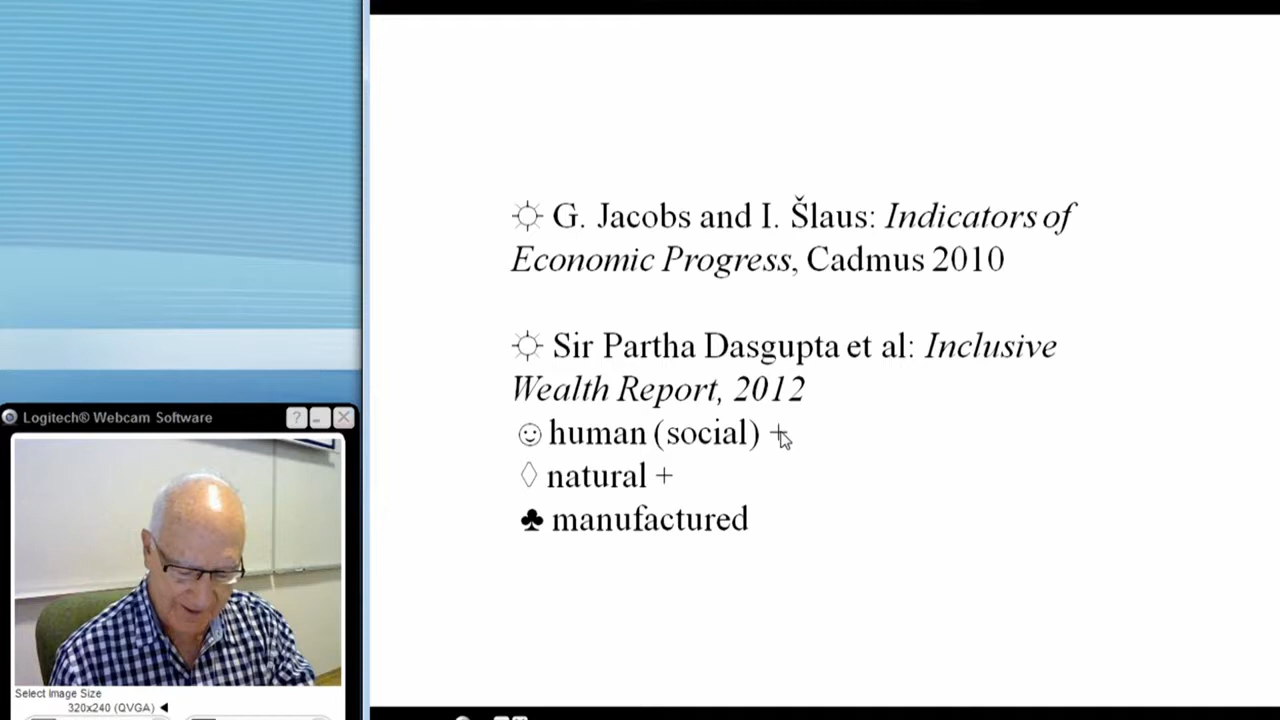 ☼ G. Jacobs and I. Šlaus: Indicators of
Economic Progress, Cadmus 2010
☼ Sir Partha Dasgupta et al: Inclusive
Wealth Report, 2012
☺ human (social) +
♢ natural +
♣ manufactured
Logitech® Webcam Software
Select Image Size
320x240 (QVGA)